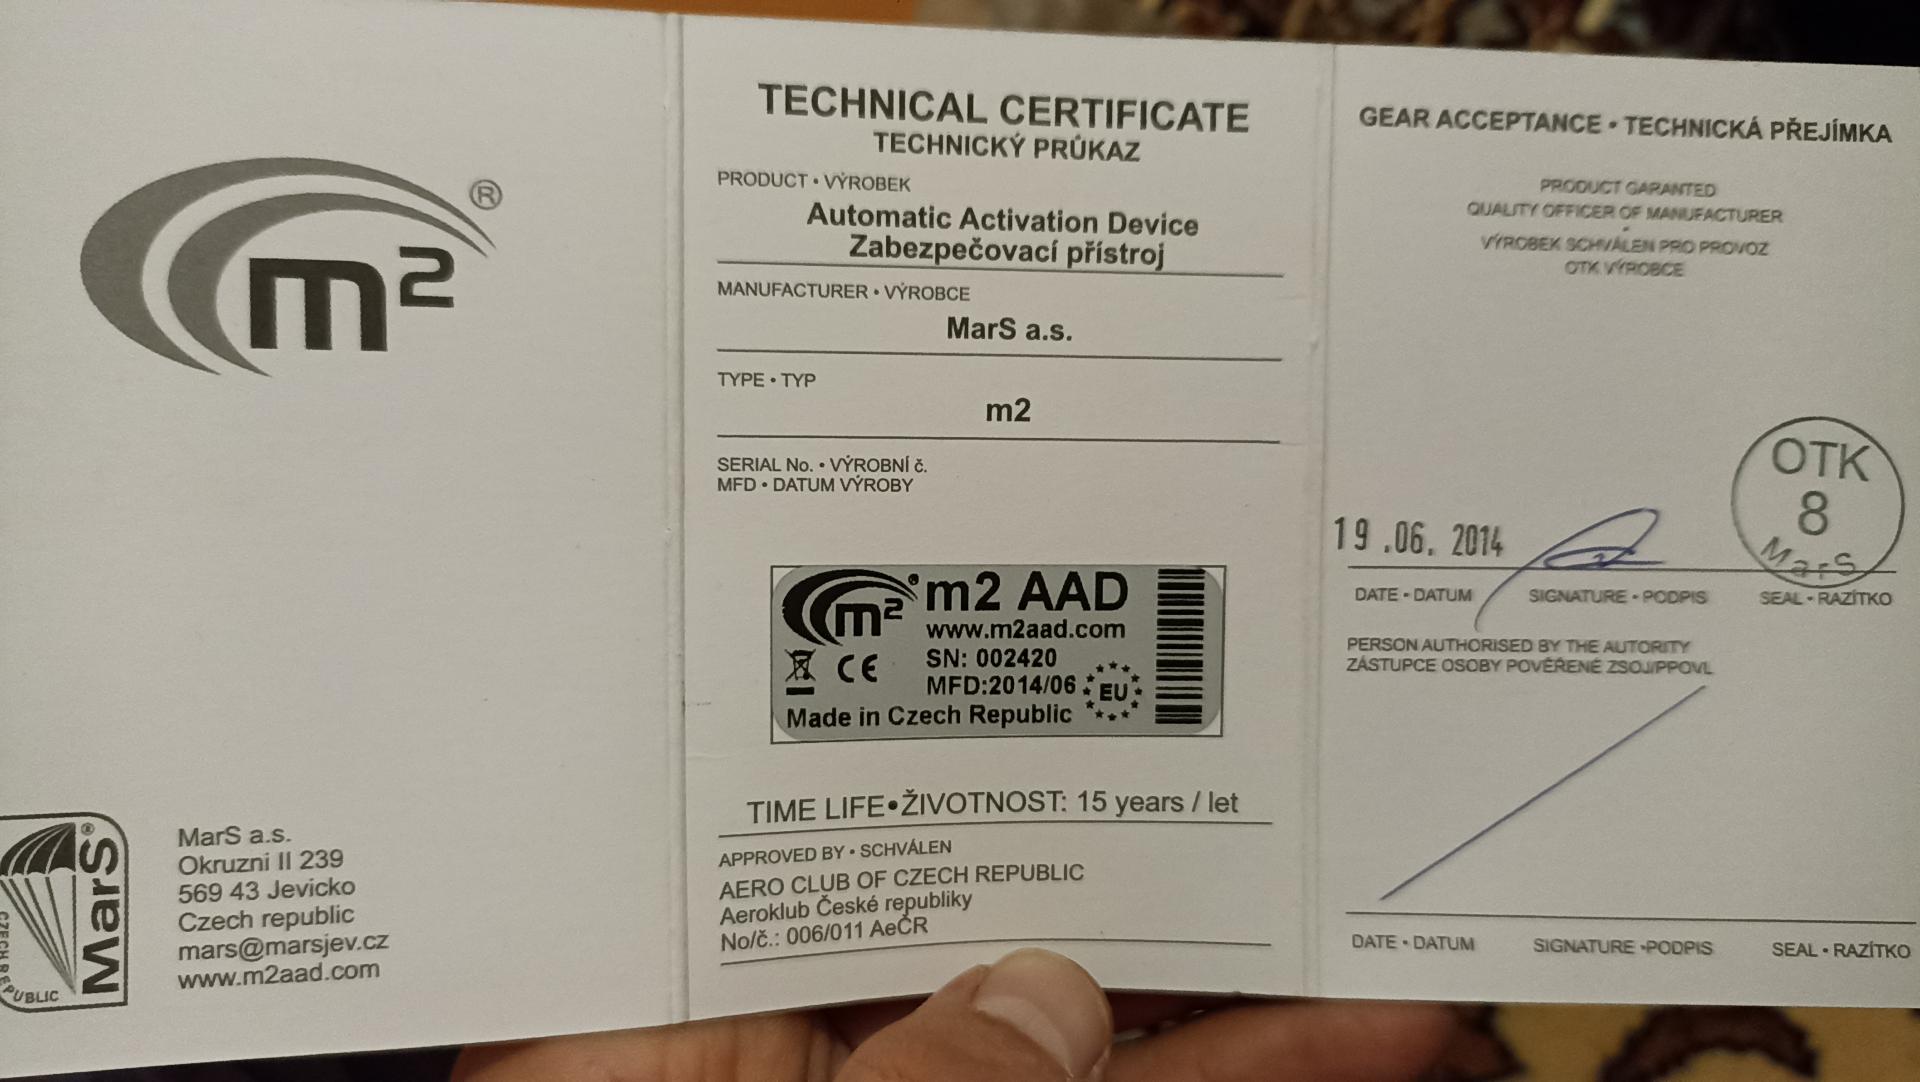 m2®
MarS®
CZECH REPUBLIC
MarS a.s.
Okruzni II 239
569 43 Jevicko
Czech republic
mars@marsjev.cz
www.m2aad.com
TECHNICAL CERTIFICATE
TECHNICKÝ PRŮKAZ
PRODUCT • VÝROBEK
Automatic Activation Device
Zabezpečovací přístroj
MANUFACTURER • VÝROBCE
MarS a.s.
TYPE • TYP
m2
SERIAL No. • VÝROBNÍ č.
MFD • DATUM VÝROBY
m2® m2 AAD
www.m2aad.com
CE SN: 002420
MFD:2014/06 EU
Made in Czech Republic
TIME LIFE•ŽIVOTNOST: 15 years / let
APPROVED BY • SCHVÁLEN
AERO CLUB OF CZECH REPUBLIC
Aeroklub České republiky
No/č.: 006/011 AeČR
GEAR ACCEPTANCE • TECHNICKÁ PŘEJÍMKA
PRODUCT GARANTED
QUALITY OFFICER OF MANUFACTURER
•
VÝROBEK SCHVÁLEN PRO PROVOZ
OTK VÝROBCE
OTK
8
MarS
19.06. 2014
DATE • DATUM SIGNATURE • PODPIS SEAL • RAZÍTKO
PERSON AUTHORISED BY THE AUTORITY
ZÁSTUPCE OSOBY POVĚŘENÉ ZSOJ/PPOVL
DATE • DATUM SIGNATURE •PODPIS SEAL • RAZÍTKO